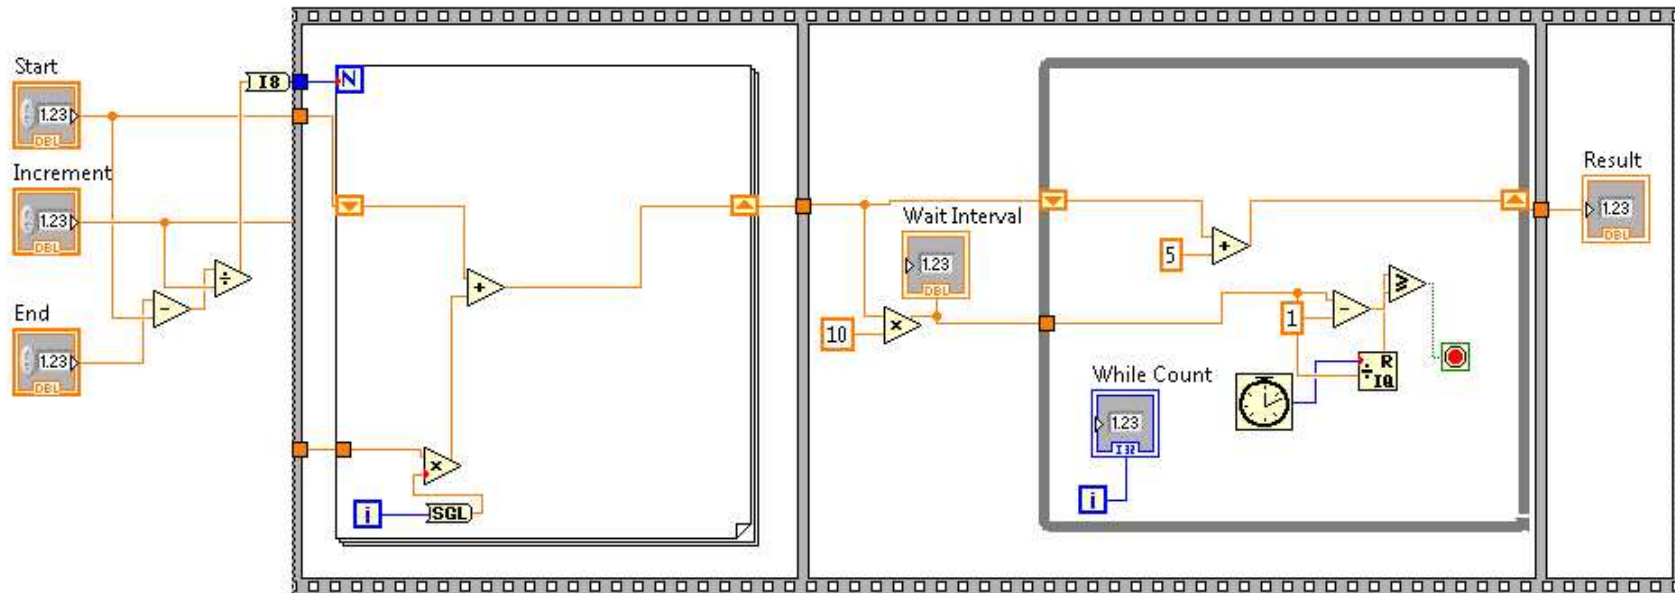 Start
1.23
DBL
Increment
1.23
DBL
End
1.23
DBL
I8
N
i
SGL
10
Wait Interval
1.23
DBL
5
1
R
IQ
While Count
1.23
I32
i
Result
1.23
DBL